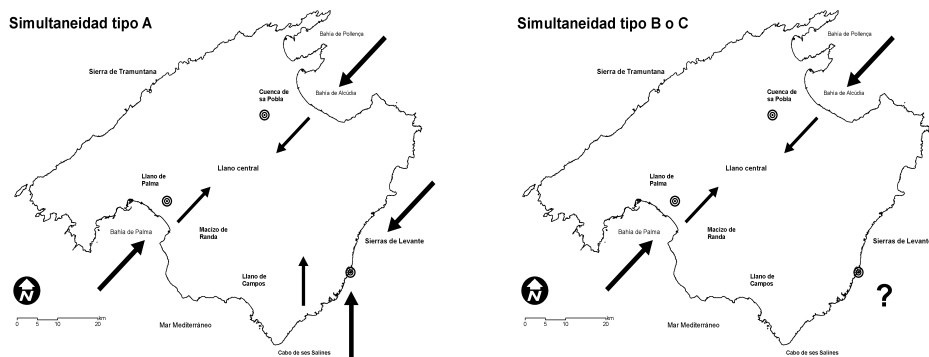 Simultaneidad tipo A
Bahía de Pollença
Sierra de Tramuntana
Cuenca de
sa Pobla
Bahía de Alcúdia
Llano central
Llano de
Palma
Bahía de Palma
Macizo de
Randa
Sierras de Levante
Llano de
Campos
N
0 5 10 20 km
Mar Mediterráneo
Cabo de ses Salines
Simultaneidad tipo B o C
Bahía de Pollença
Sierra de Tramuntana
Cuenca de
sa Pobla
Bahía de Alcúdia
Llano central
Llano de
Palma
Bahía de Palma
Macizo de
Randa
Sierras de Levante
Llano de
Campos
?
N
0 5 10 20 km
Mar Mediterráneo
Cabo de ses Salines